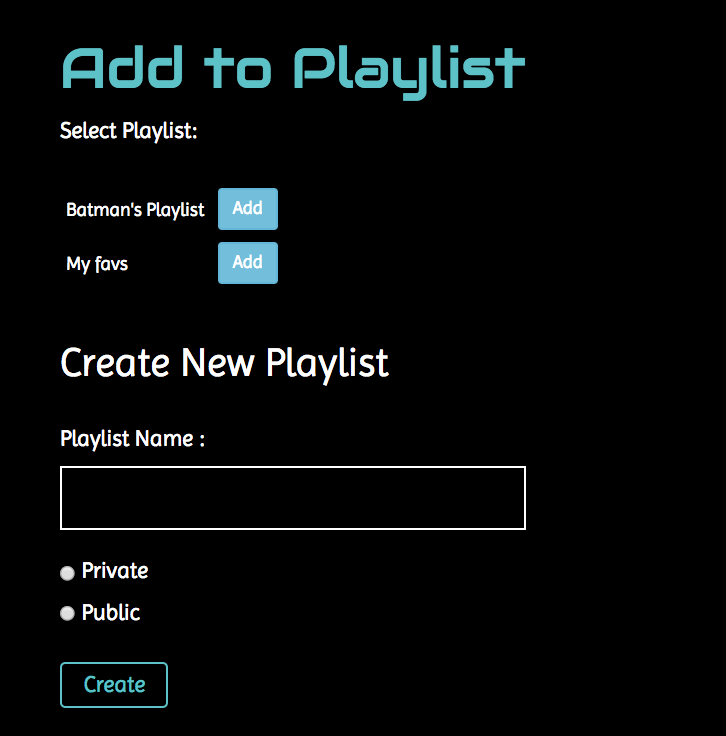 Add to Playlist
Select Playlist:
Batman's Playlist Add
My favs Add
Create New Playlist
Playlist Name :
Private
Public
Create